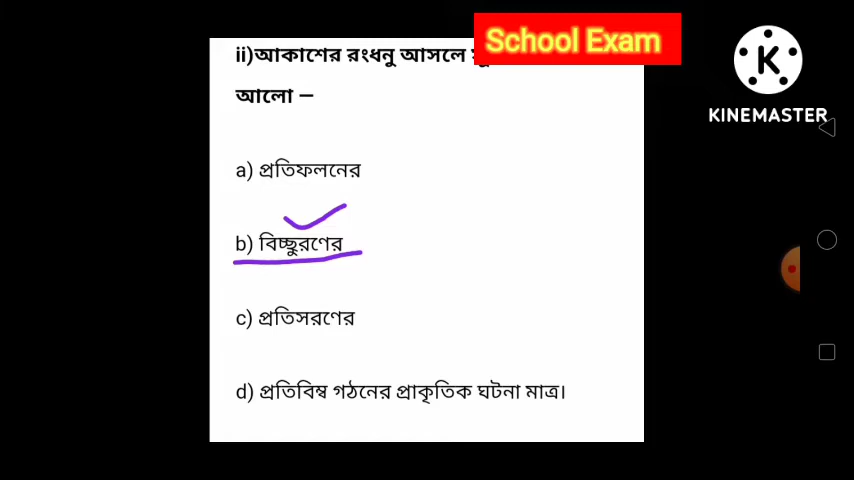 School Exam
KINEMASTER
ii)আকাশের রংধনু আসলে
আলো —
a) প্রতিফলনের
b) বিচ্ছুরণের
c) প্রতিসরণের
d) প্রতিবিম্ব গঠনের প্রাকৃতিক ঘটনা মাত্র।